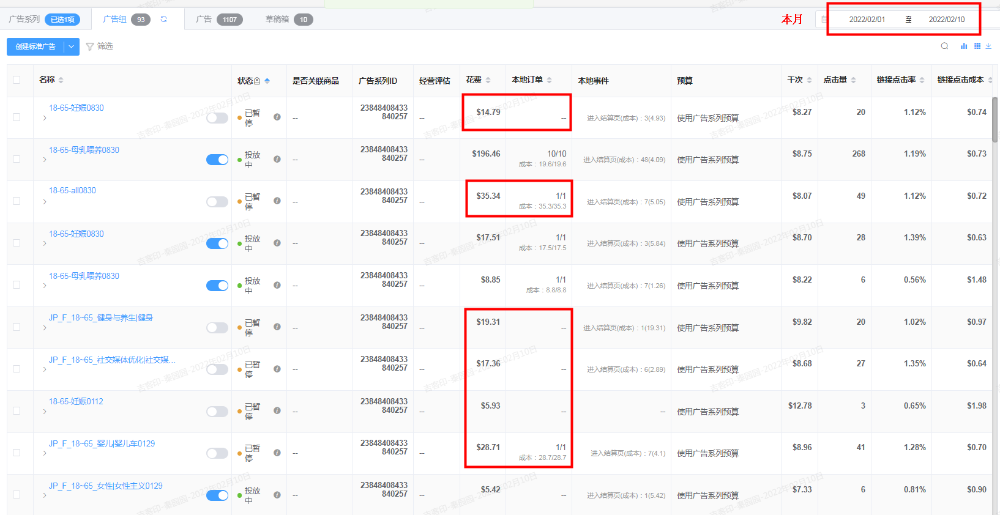 广告系列 已选1项 广告组 93 广告 1107 草稿箱 10 本月 2022/02/01 至 2022/02/10
创建标准广告 筛选
名称 状态 是否关联商品 广告系列ID 经营评估 花费 本地订单 本地事件 预算 千次 点击量 链接点击率 链接点击成本
18-65-妊娠0830 已暂停 -- 23848408433840257 -- $14.79 -- 进入结算页(成本)：3(4.93) 使用广告系列预算 $8.27 20 1.12% $0.74
18-65-母乳喂养0830 投放中 -- 23848408433840257 -- $196.46 10/10 成本：19.6/19.6 进入结算页(成本)：48(4.09) 使用广告系列预算 $8.75 268 1.19% $0.73
18-65-all0830 已暂停 -- 23848408433840257 -- $35.34 1/1 成本：35.3/35.3 进入结算页(成本)：7(5.05) 使用广告系列预算 $8.07 49 1.12% $0.72
18-65-妊娠0830 投放中 -- 23848408433840257 -- $17.51 1/1 成本：17.5/17.5 进入结算页(成本)：3(5.84) 使用广告系列预算 $8.70 28 1.39% $0.63
18-65-母乳喂养0830 投放中 -- 23848408433840257 -- $8.85 1/1 成本：8.8/8.8 进入结算页(成本)：7(1.26) 使用广告系列预算 $8.22 6 0.56% $1.48
JP_F_18~65_健身与养生|健身 已暂停 -- 23848408433840257 -- $19.31 -- 进入结算页(成本)：1(19.31) 使用广告系列预算 $9.82 20 1.02% $0.97
JP_F_18~65_社交媒体优化|社交媒... 已暂停 -- 23848408433840257 -- $17.36 -- 进入结算页(成本)：6(2.89) 使用广告系列预算 $8.68 27 1.35% $0.64
18-65-妊娠0112 已暂停 -- 23848408433840257 -- $5.93 -- -- 使用广告系列预算 $12.78 3 0.65% $1.98
JP_F_18~65_婴儿|婴儿车0129 已暂停 -- 23848408433840257 -- $28.71 1/1 成本：28.7/28.7 进入结算页(成本)：7(4.1) 使用广告系列预算 $8.96 41 1.28% $0.70
JP_F_18~65_女性|女性主义0129 投放中 -- 23848408433840257 -- $5.42 -- 进入结算页(成本)：1(5.42) 使用广告系列预算 $7.33 6 0.81% $0.90
吉客印-秦园园-2022年02月10日